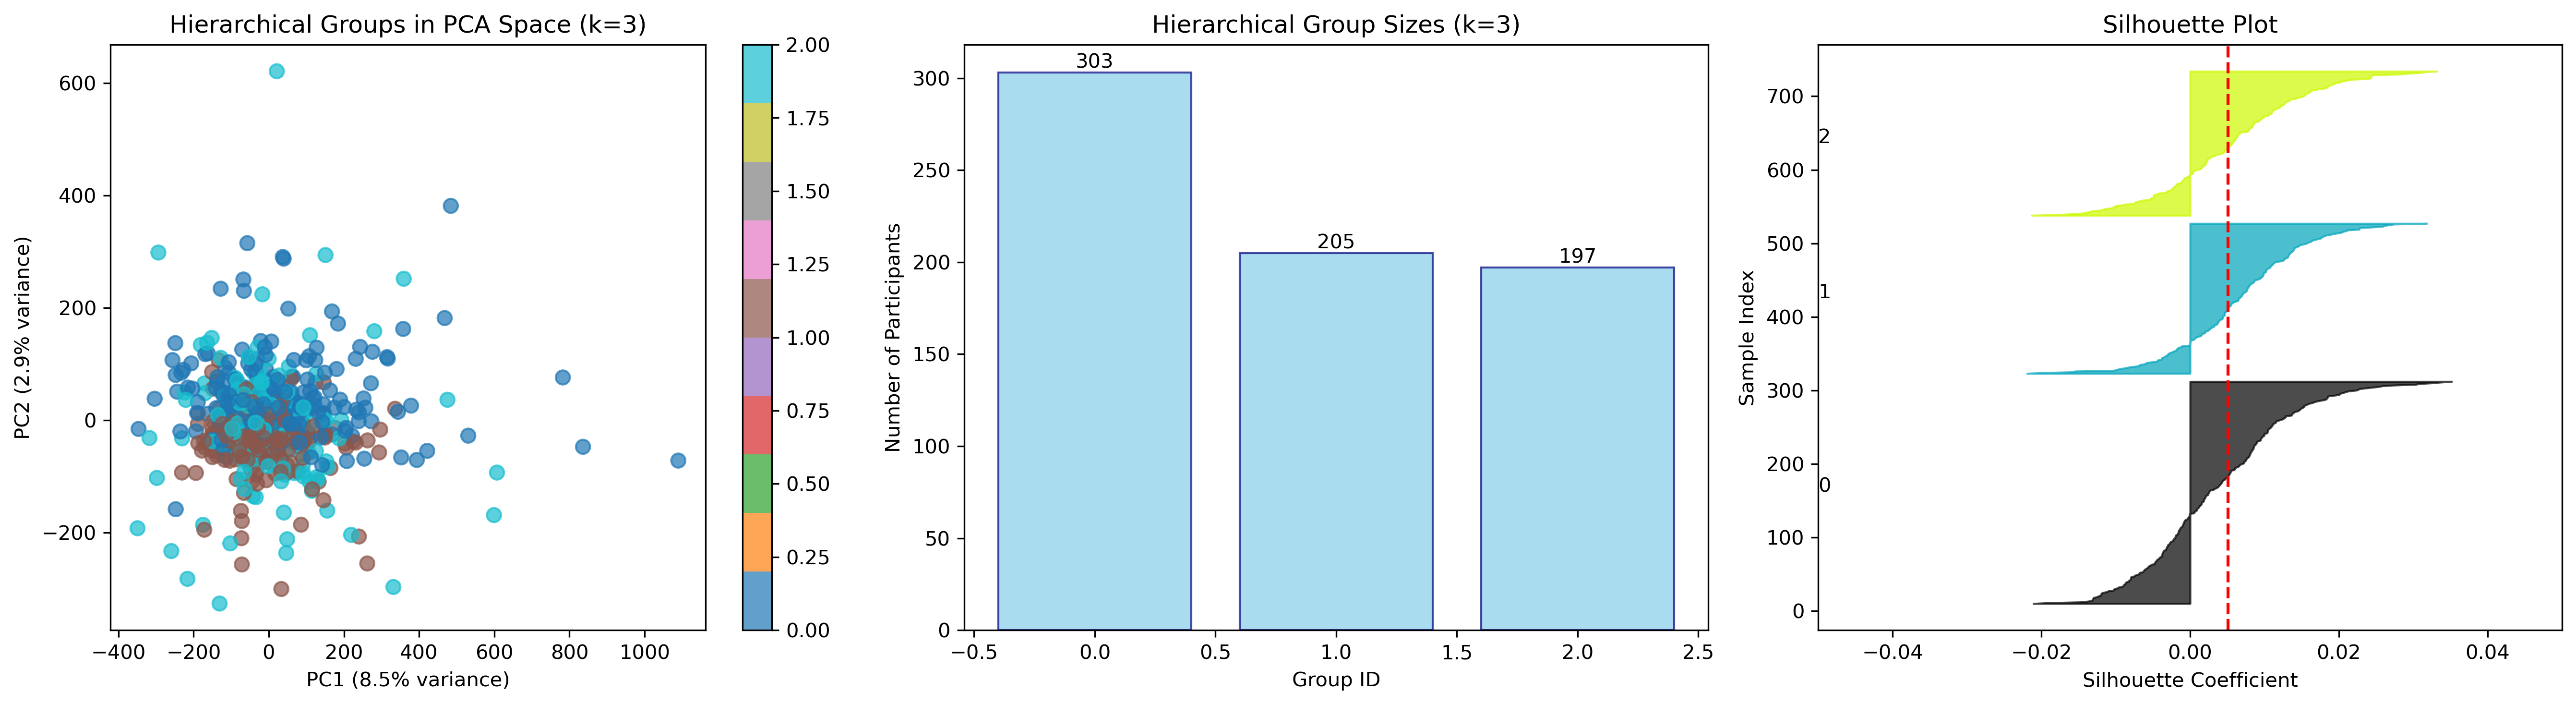 Hierarchical Groups in PCA Space (k=3)
600
400
200
0
−200
PC2 (2.9% variance)
−400 −200 0 200 400 600 800 1000
PC1 (8.5% variance)
2.00
1.75
1.50
1.25
1.00
0.75
0.50
0.25
0.00
Hierarchical Group Sizes (k=3)
303
205
197
300
250
200
150
100
50
0
Number of Participants
−0.5 0.0 0.5 1.0 1.5 2.0 2.5
Group ID
Silhouette Plot
700
600
500
400
300
200
100
0
Sample Index
2
1
0
−0.04 −0.02 0.00 0.02 0.04
Silhouette Coefficient